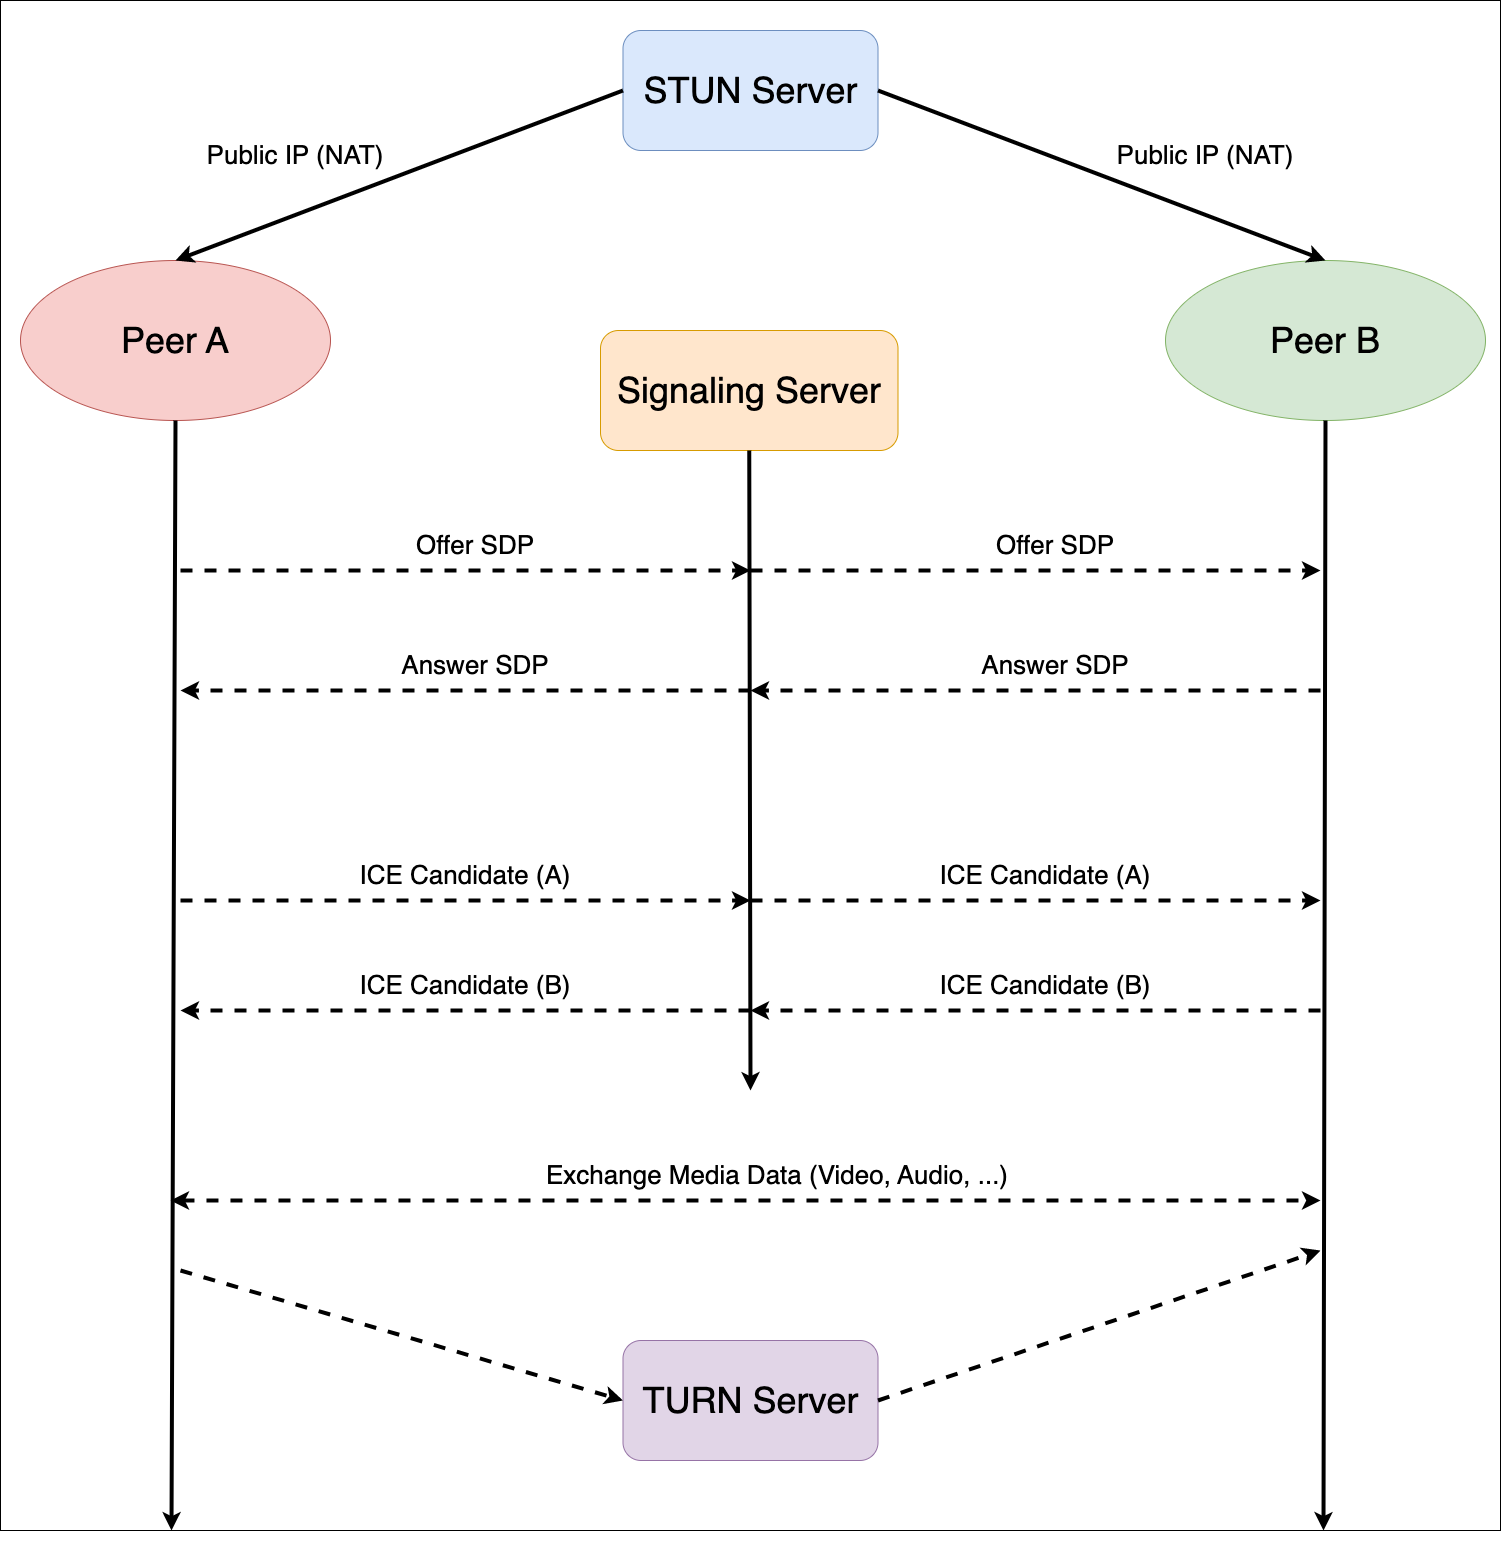 STUN Server
Public IP (NAT)
Public IP (NAT)
Peer A
Peer B
Signaling Server
Offer SDP
Offer SDP
Answer SDP
Answer SDP
ICE Candidate (A)
ICE Candidate (A)
ICE Candidate (B)
ICE Candidate (B)
Exchange Media Data (Video, Audio, ...)
TURN Server